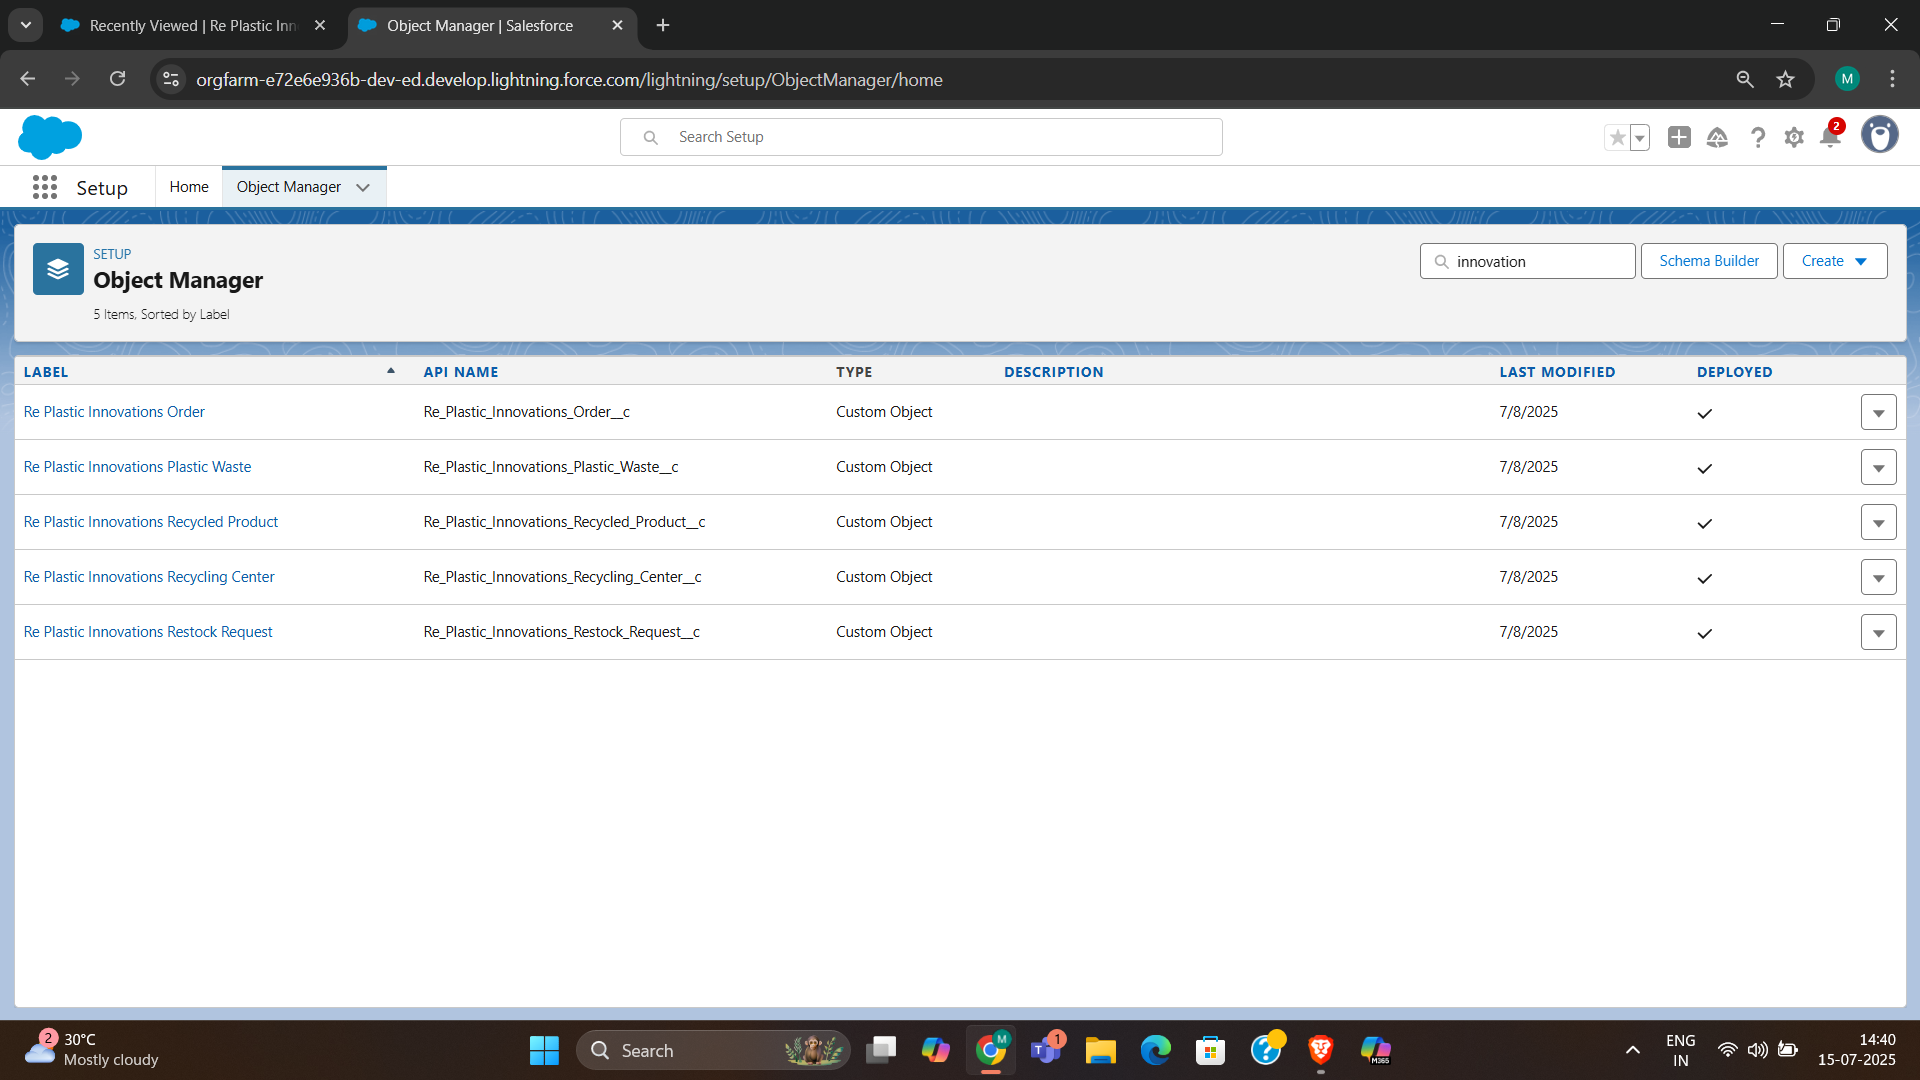 Recently Viewed | Re Plastic Inn
Object Manager | Salesforce
orgfarm-e72e6e936b-dev-ed.develop.lightning.force.com/lightning/setup/ObjectManager/home
M
Search Setup
2
Setup
Home
Object Manager
SETUP
Object Manager
5 Items, Sorted by Label
innovation
Schema Builder
Create
LABEL API NAME TYPE DESCRIPTION LAST MODIFIED DEPLOYED
Re Plastic Innovations Order Re_Plastic_Innovations_Order__c Custom Object 7/8/2025
Re Plastic Innovations Plastic Waste Re_Plastic_Innovations_Plastic_Waste__c Custom Object 7/8/2025
Re Plastic Innovations Recycled Product Re_Plastic_Innovations_Recycled_Product__c Custom Object 7/8/2025
Re Plastic Innovations Recycling Center Re_Plastic_Innovations_Recycling_Center__c Custom Object 7/8/2025
Re Plastic Innovations Restock Request Re_Plastic_Innovations_Restock_Request__c Custom Object 7/8/2025
2
30°C
Mostly cloudy
Search
M
T
1
M365
ENG
IN
14:40
15-07-2025